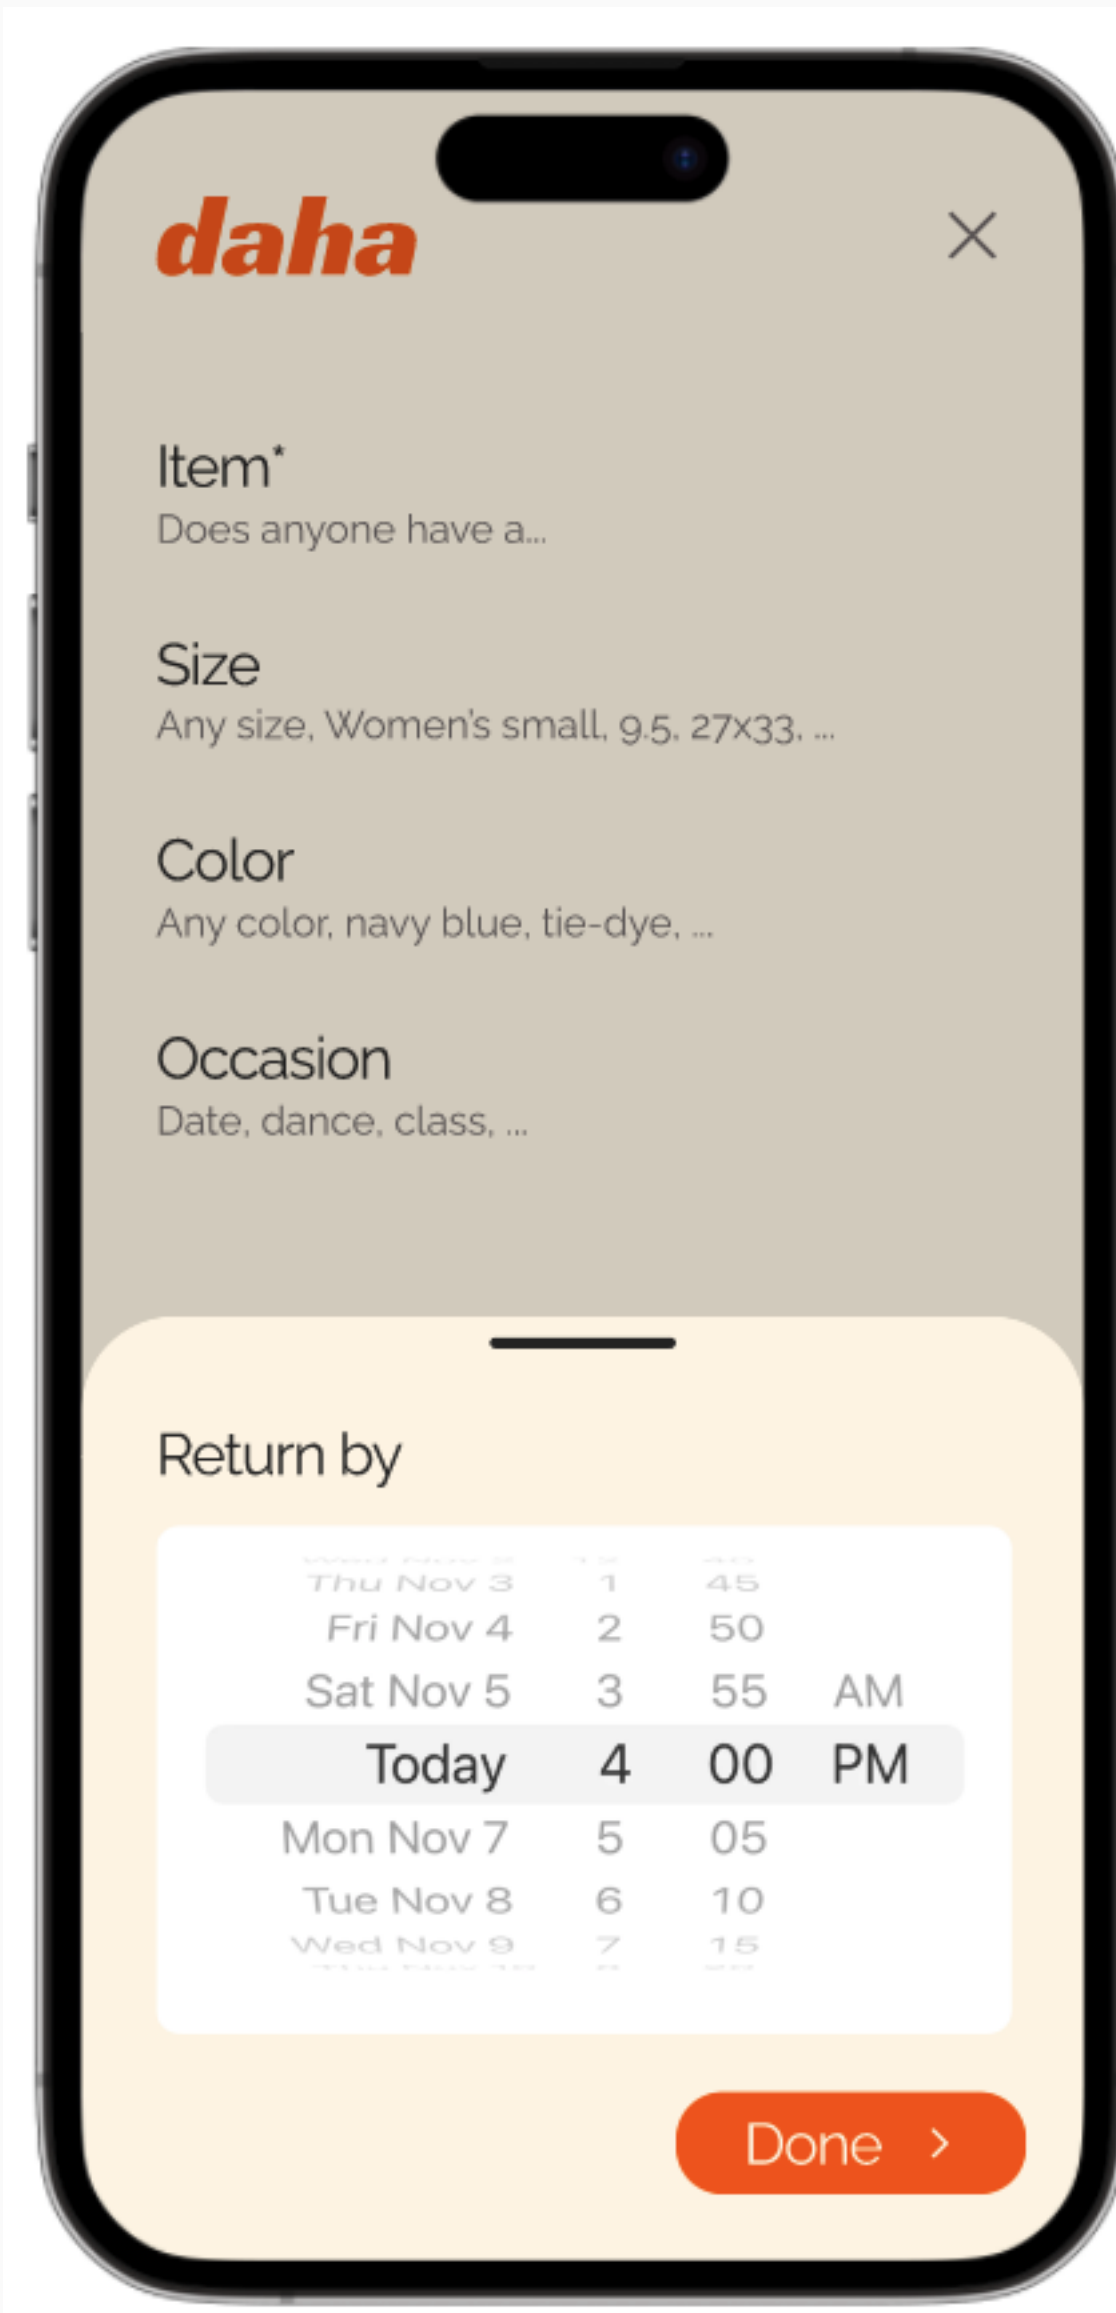 daha
Item*
Does anyone have a...
Size
Any size, Women's small, 9.5, 27x33, ...
Color
Any color, navy blue, tie-dye, ...
Occasion
Date, dance, class, ...
Return by
Thu Nov 3 1 45
Fri Nov 4 2 50
Sat Nov 5 3 55 AM
Today 4 00 PM
Mon Nov 7 5 05
Tue Nov 8 6 10
Wed Nov 9 7 15
Done >